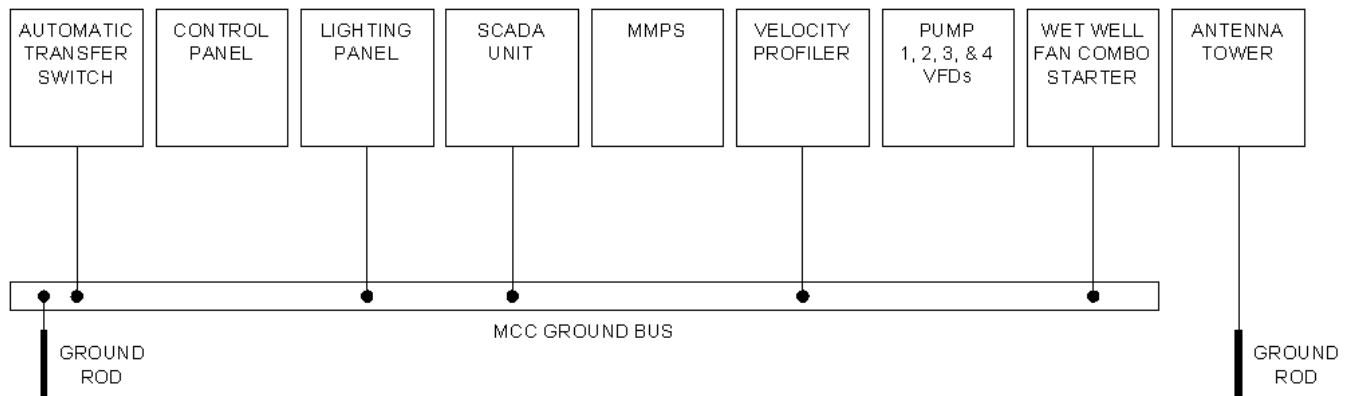 AUTOMATIC
TRANSFER
SWITCH
CONTROL
PANEL
LIGHTING
PANEL
SCADA
UNIT
MMPS
VELOCITY
PROFILER
PUMP
1, 2, 3, & 4
VFDs
WET WELL
FAN COMBO
STARTER
ANTENNA
TOWER
MCC GROUND BUS
GROUND
ROD
GROUND
ROD